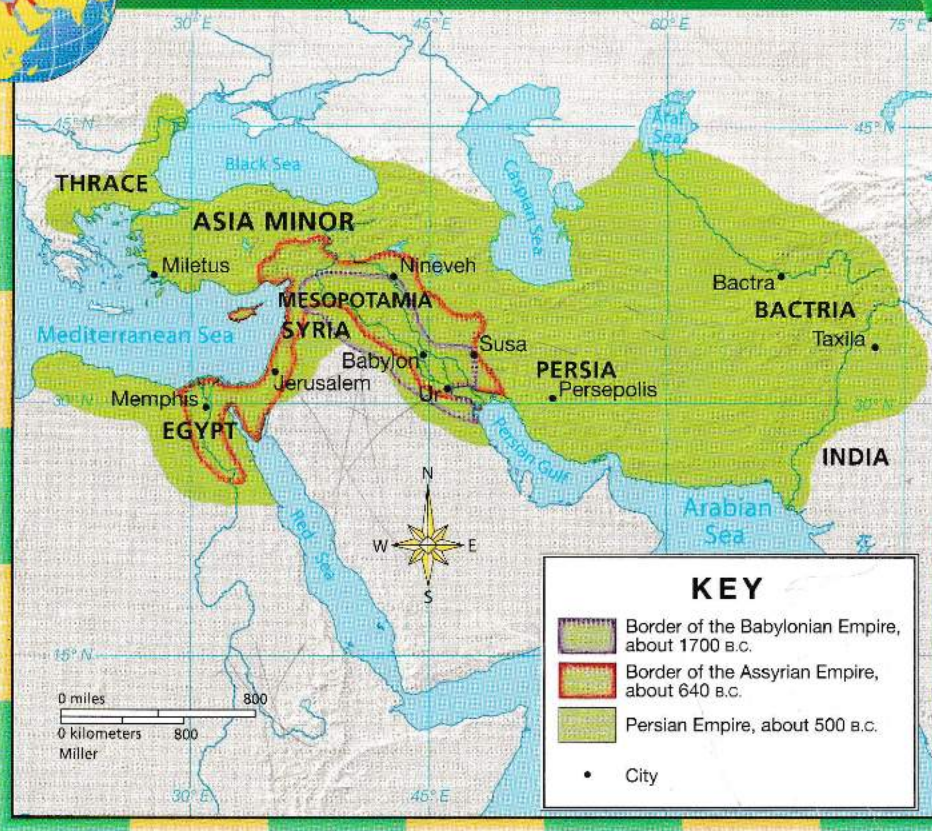 30° E
45° E
60° E
75° E
45° N
Aral
Sea
45° N
Black Sea
Caspian Sea
THRACE
ASIA MINOR
Miletus
Nineveh
Bactra
MESOPOTAMIA
BACTRIA
Mediterranean Sea
SYRIA
Taxila
Babylon
Susa
PERSIA
Jerusalem
Persepolis
Memphis
Ur
30° N
30° N
EGYPT
Persian Gulf
INDIA
N
Arabian
Sea
Red Sea
W
E
S
KEY
Border of the Babylonian Empire,
about 1700 B.C.
Border of the Assyrian Empire,
about 640 B.C.
Persian Empire, about 500 B.C.
City
15° N
0 miles 800
0 kilometers 800
Miller
30° E
45° E